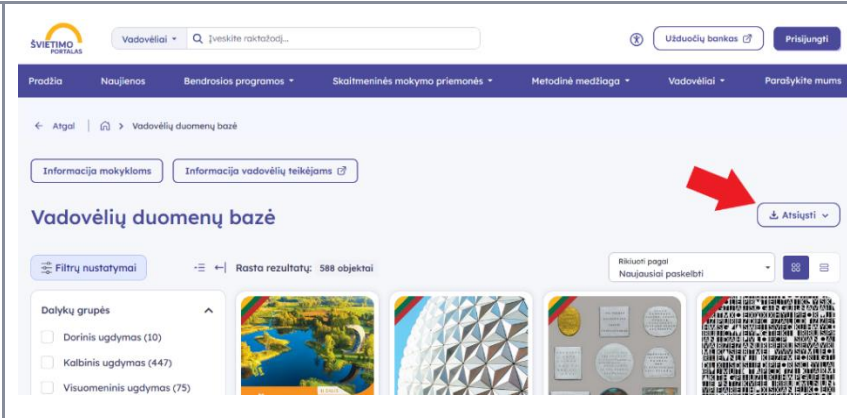 ŠVIETIMO
PORTALAS
Vadovėliai
Įveskite raktažodį...
Užduočių bankas
Prisijungti
Pradžia Naujienos Bendrosios programos Skaitmeninės mokymo priemonės Metodinė medžiaga Vadovėliai Parašykite mums
Atgal
Vadovėlių duomenų bazė
Informacija mokykloms
Informacija vadovėlių teikėjams
Vadovėlių duomenų bazė
Atsiųsti
Filtrų nustatymai
Rasta rezultatų: 588 objektai
Rikiuoti pagal
Naujausiai paskelbti
Dalykų grupės
Dorinis ugdymas (10)
Kalbinis ugdymas (447)
Visuomeninis ugdymas (75)